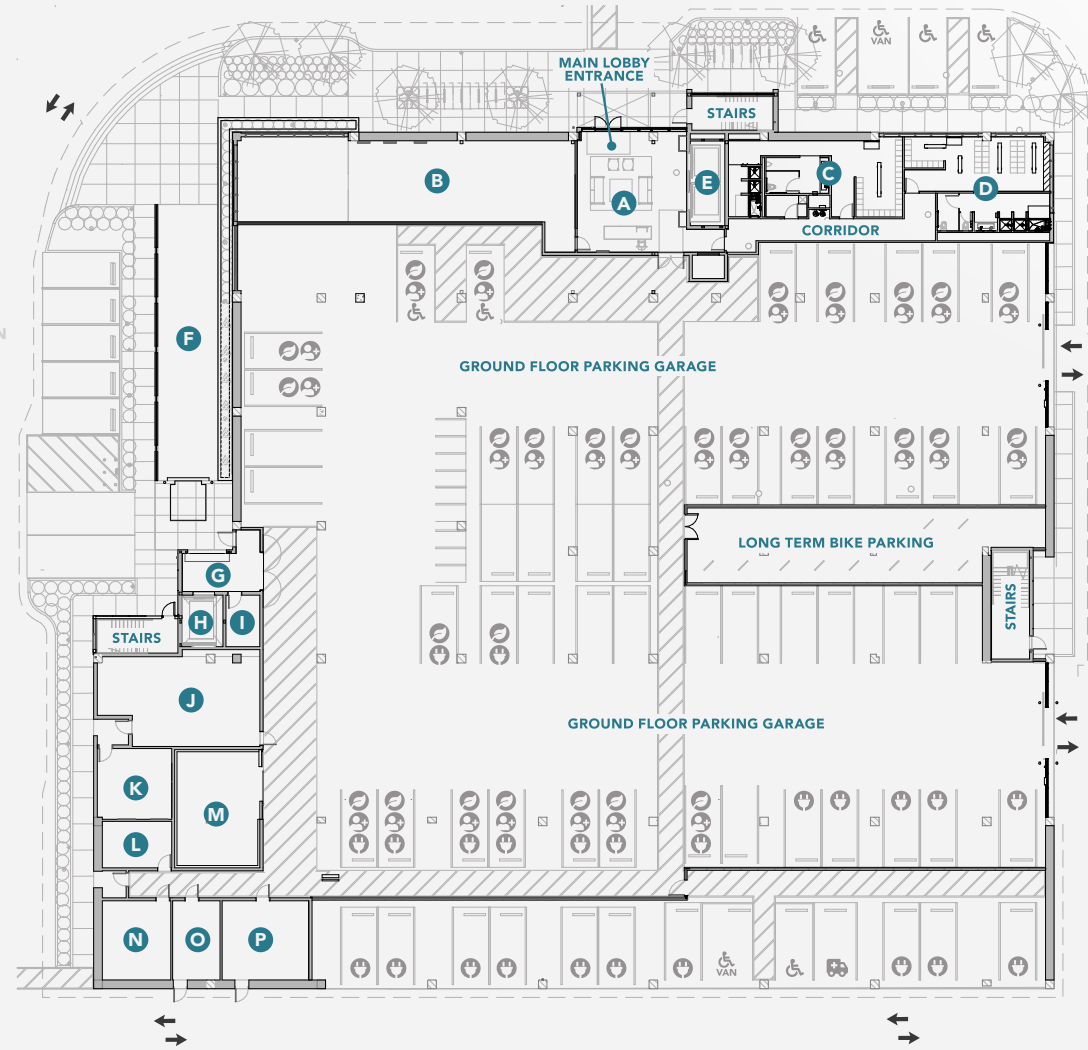 VAN
MAIN LOBBY
ENTRANCE
STAIRS
B
A
E
C
D
CORRIDOR
F
GROUND FLOOR PARKING GARAGE
LONG TERM BIKE PARKING
G
H
I
STAIRS
STAIRS
J
GROUND FLOOR PARKING GARAGE
K
M
L
N
O
P
VAN